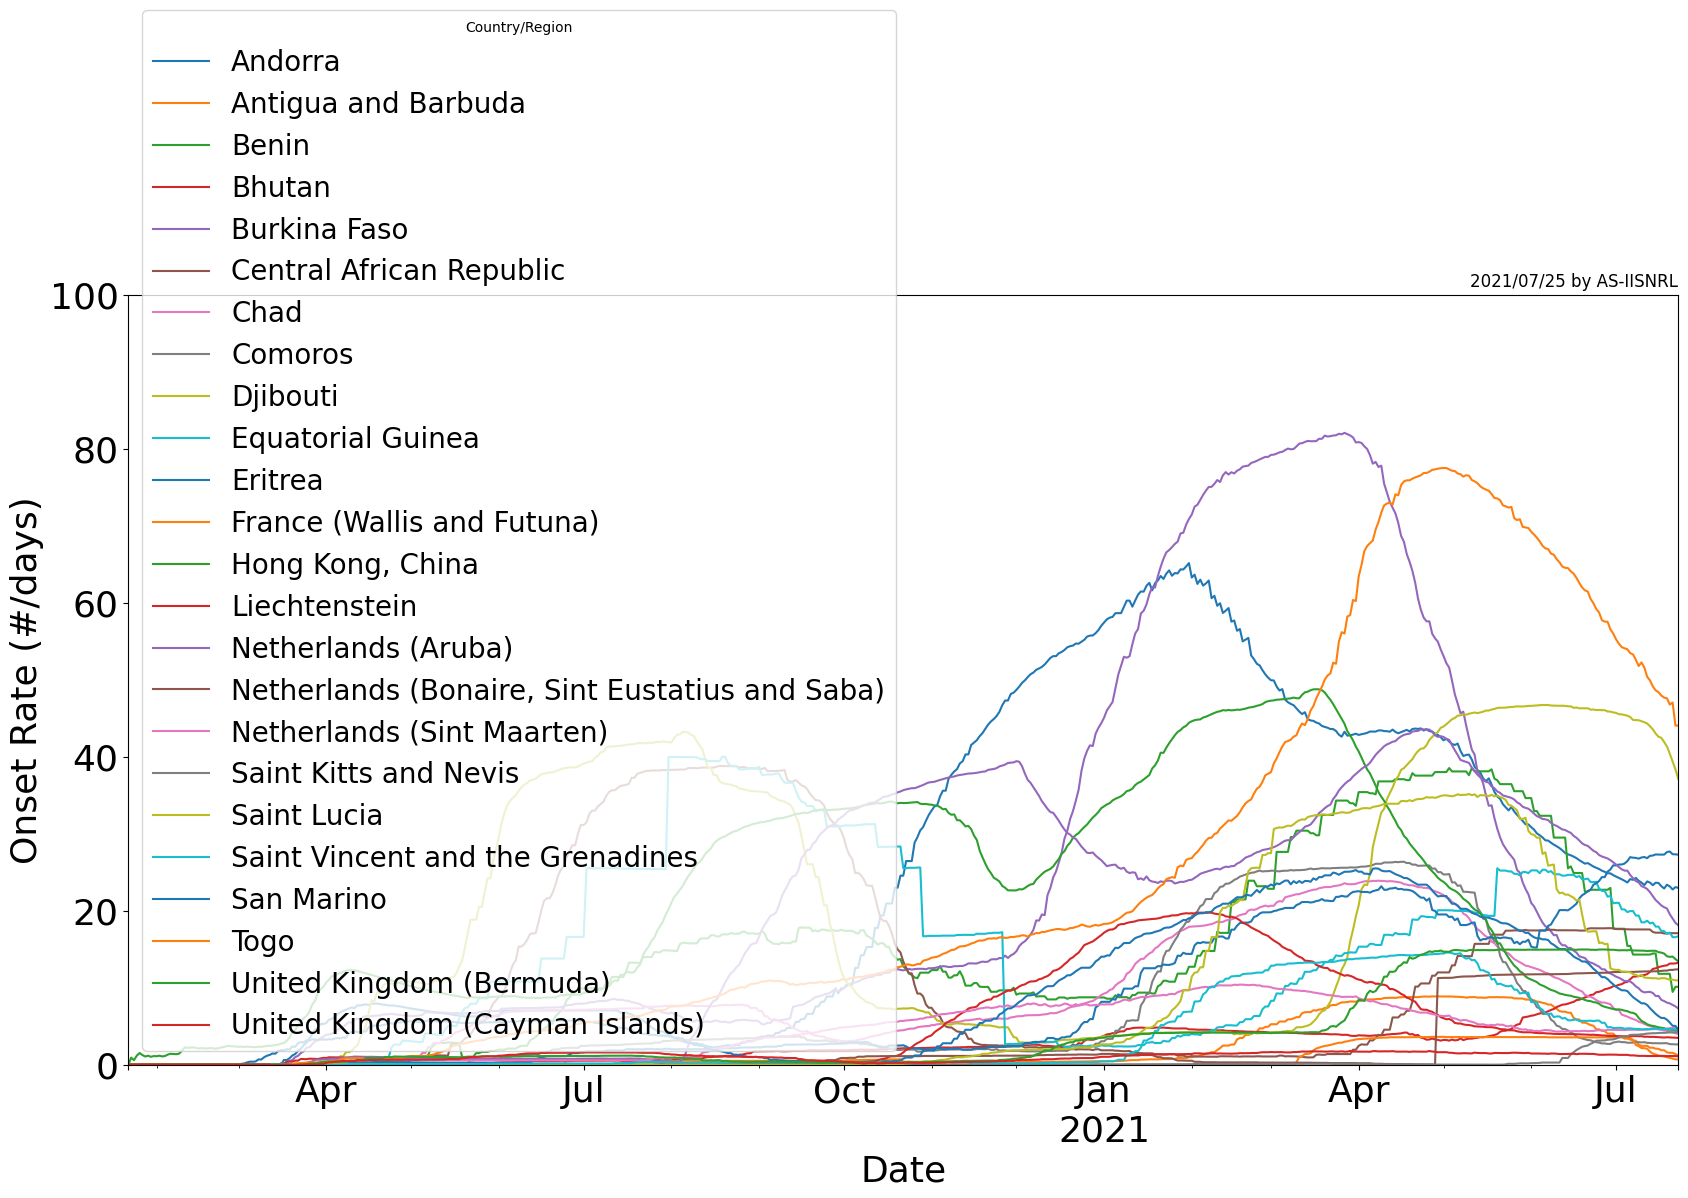 Country/Region
Andorra
Antigua and Barbuda
Benin
Bhutan
Burkina Faso
Central African Republic
Chad
Comoros
Djibouti
Equatorial Guinea
Eritrea
France (Wallis and Futuna)
Hong Kong, China
Liechtenstein
Netherlands (Aruba)
Netherlands (Bonaire, Sint Eustatius and Saba)
Netherlands (Sint Maarten)
Saint Kitts and Nevis
Saint Lucia
Saint Vincent and the Grenadines
San Marino
Togo
United Kingdom (Bermuda)
United Kingdom (Cayman Islands)
2021/07/25 by AS-IISNRL
Onset Rate (#/days)
100
80
60
40
20
0
Apr Jul Oct Jan Apr Jul
2021
Date